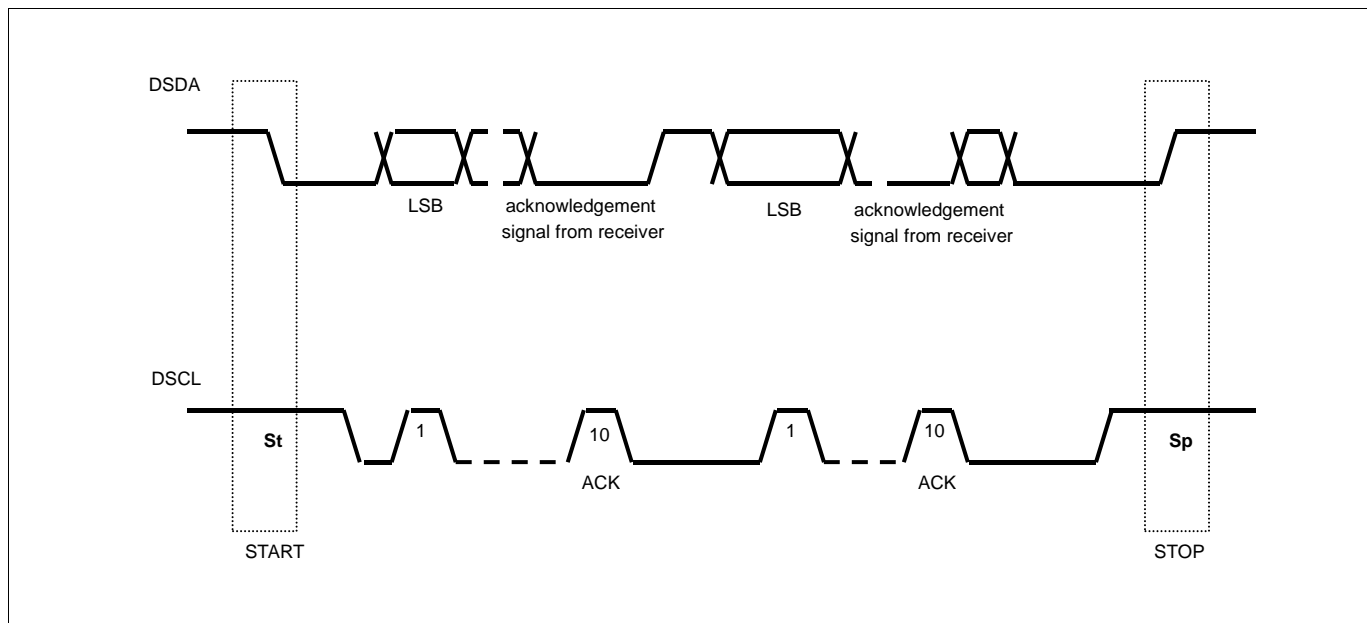 DSDA
LSB
acknowledgement
signal from receiver
LSB
acknowledgement
signal from receiver
DSCL
St
1
10
1
10
Sp
ACK
ACK
START
STOP